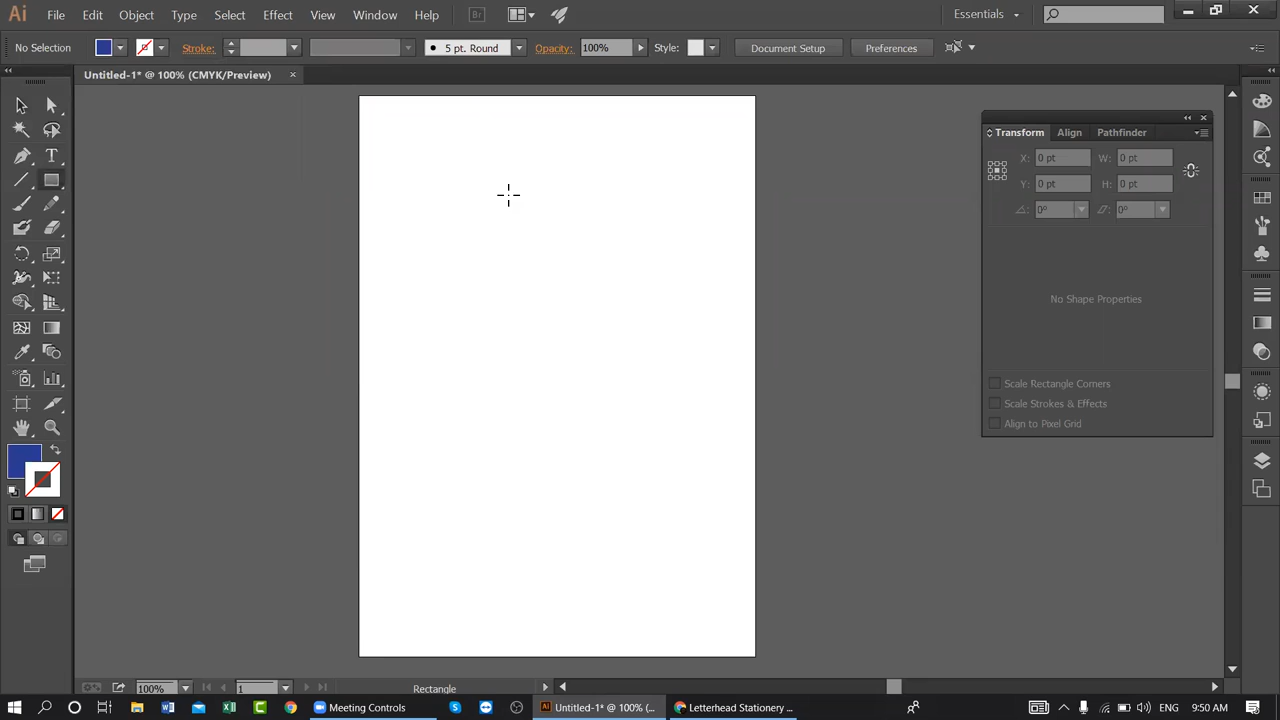 Ai File Edit Object Type Select Effect View Window Help Br Essentials
No Selection Stroke: 5 pt. Round Opacity: 100% Style: Document Setup Preferences
Untitled-1* @ 100% (CMYK/Preview)
Transform Align Pathfinder
X: 0 pt W: 0 pt
Y: 0 pt H: 0 pt
0° 0°
No Shape Properties
Scale Rectangle Corners
Scale Strokes & Effects
Align to Pixel Grid
100% 1 Rectangle
Meeting Controls Untitled-1* @ 100% (... Letterhead Stationery ... ENG 9:50 AM